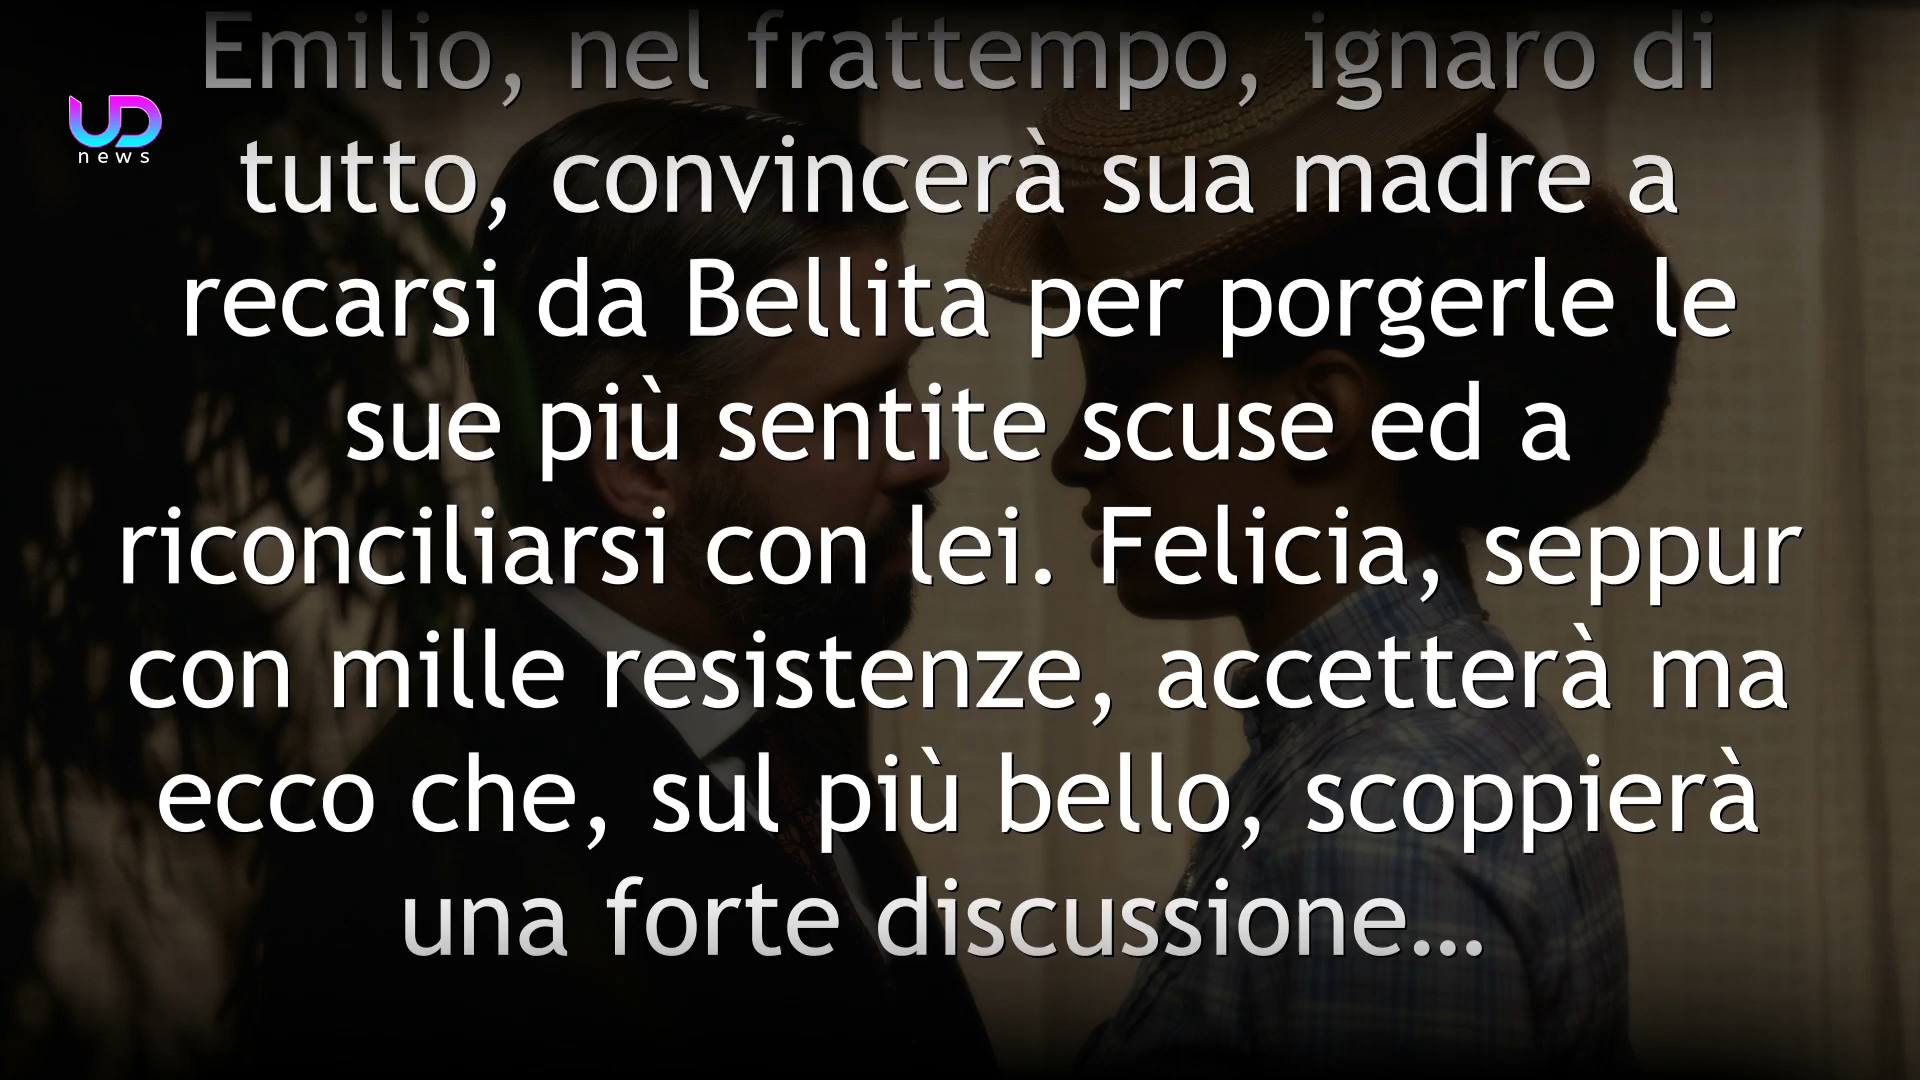 Emilio, nel frattempo, ignaro di
UD
news
tutto, convincerà sua madre a
recarsi da Bellita per porgerle le
sue più sentite scuse ed a
riconciliarsi con lei. Felicia, seppur
con mille resistenze, accetterà ma
ecco che, sul più bello, scoppierà
una forte discussione...